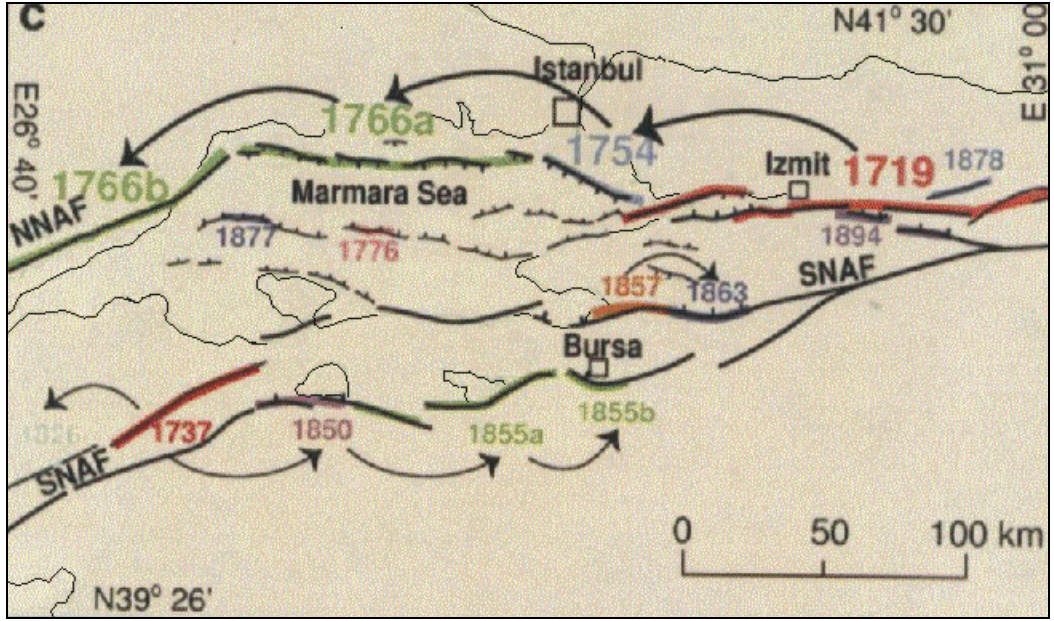 C
N41° 30'
E 31° 00
E26° 40'
Istanbul
1766a
1754
1766b
Izmit
1719
1878
Marmara Sea
NNAF
1877
1776
1894
SNAF
1857
1863
Bursa
1737
1850
1855a
1855b
SNAF
0 50 100 km
N39° 26'